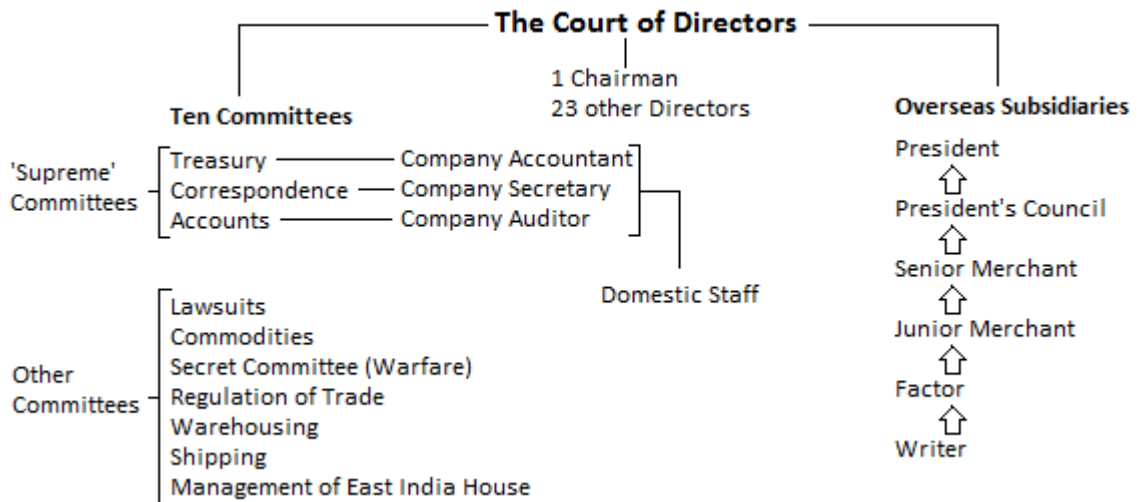 The Court of Directors
1 Chairman
23 other Directors
Ten Committees
'Supreme'
Committees
Treasury
Company Accountant
Correspondence
Company Secretary
Accounts
Company Auditor
Domestic Staff
Other
Committees
Lawsuits
Commodities
Secret Committee (Warfare)
Regulation of Trade
Warehousing
Shipping
Management of East India House
Overseas Subsidiaries
President
President's Council
Senior Merchant
Junior Merchant
Factor
Writer